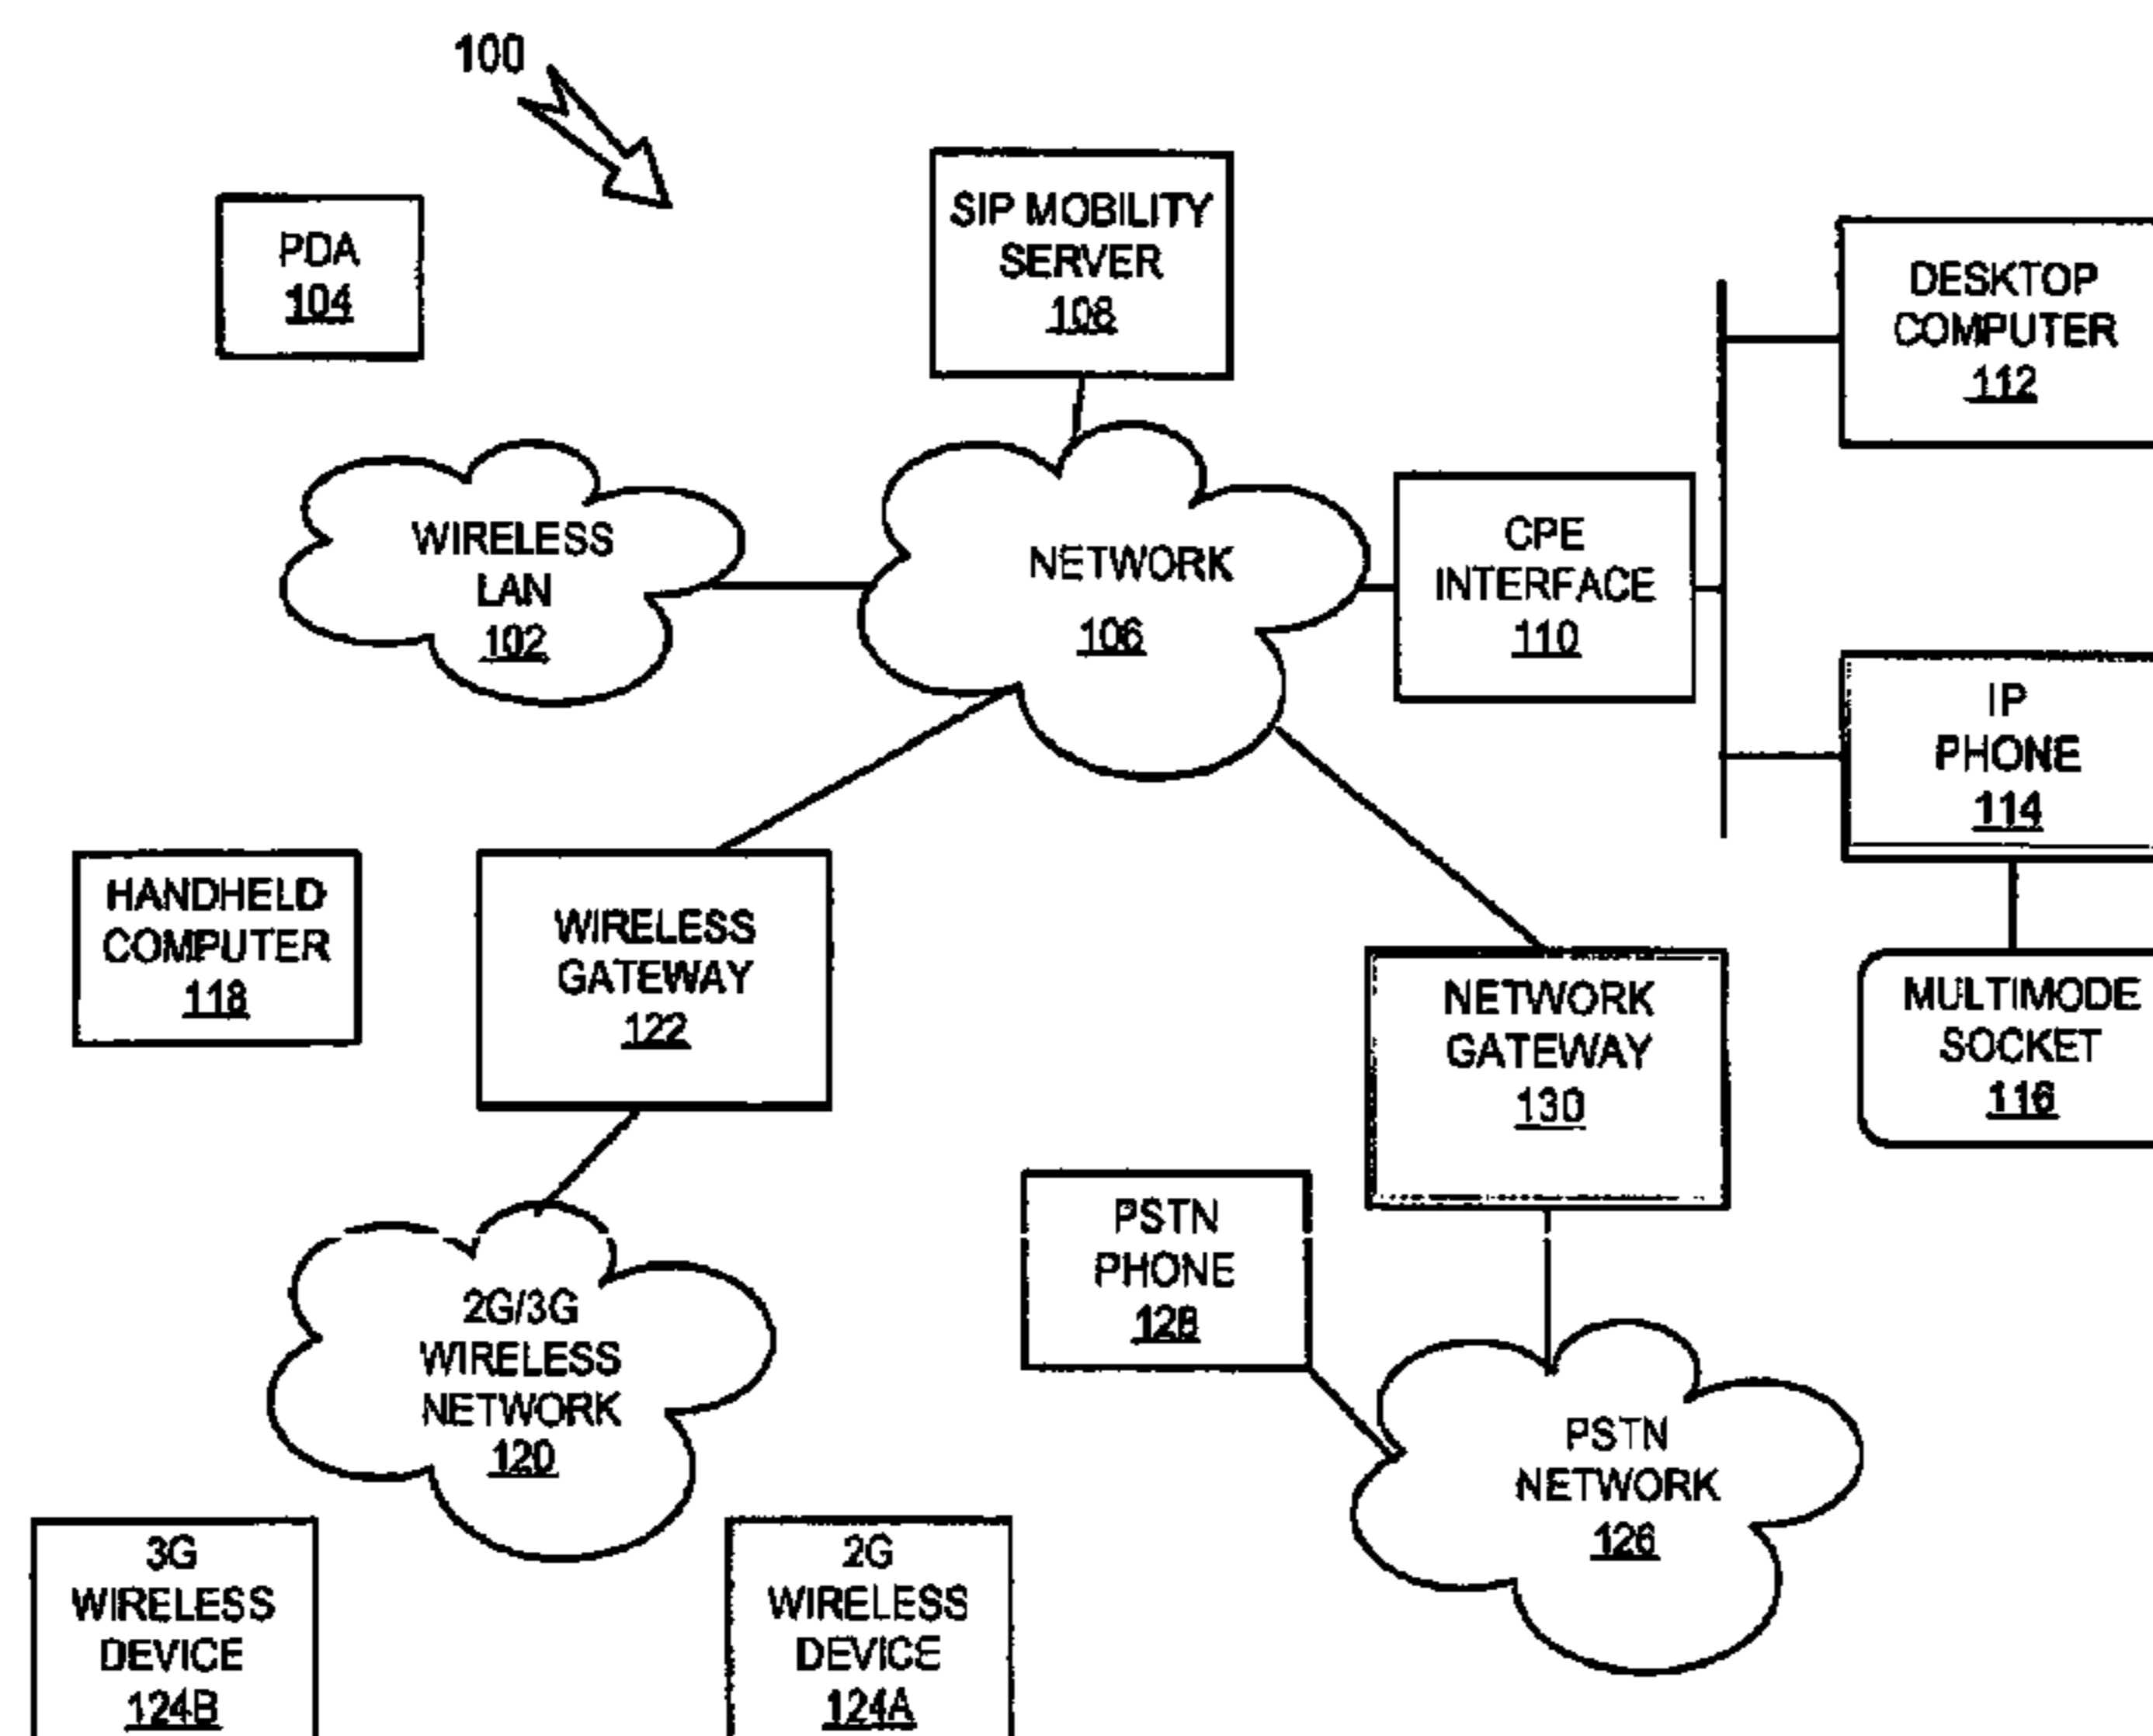 100
PDA
104
SIP MOBILITY
SERVER
108
DESKTOP
COMPUTER
112
WIRELESS
LAN
102
NETWORK
106
CPE
INTERFACE
110
IP
PHONE
114
HANDHELD
COMPUTER
118
WIRELESS
GATEWAY
122
NETWORK
GATEWAY
130
MULTIMODE
SOCKET
116
PSTN
PHONE
128
2G/3G
WIRELESS
NETWORK
120
PSTN
NETWORK
126
3G
WIRELESS
DEVICE
124B
2G
WIRELESS
DEVICE
124A